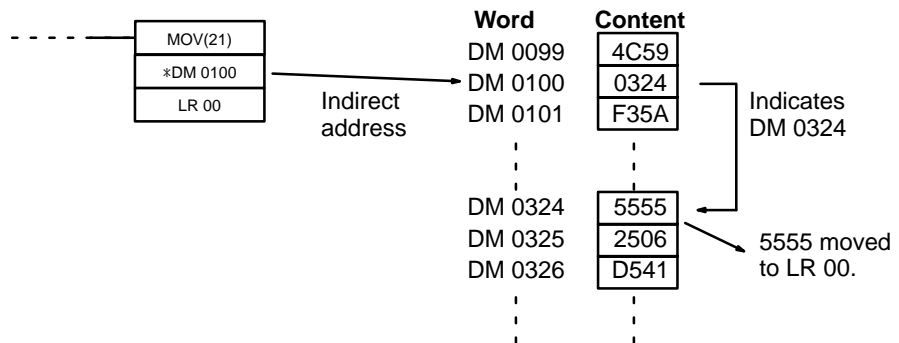 MOV(21)
*DM 0100
LR 00
Indirect
address
Word Content
DM 0099 4C59
DM 0100 0324
DM 0101 F35A
Indicates
DM 0324
DM 0324 5555
DM 0325 2506
DM 0326 D541
5555 moved
to LR 00.